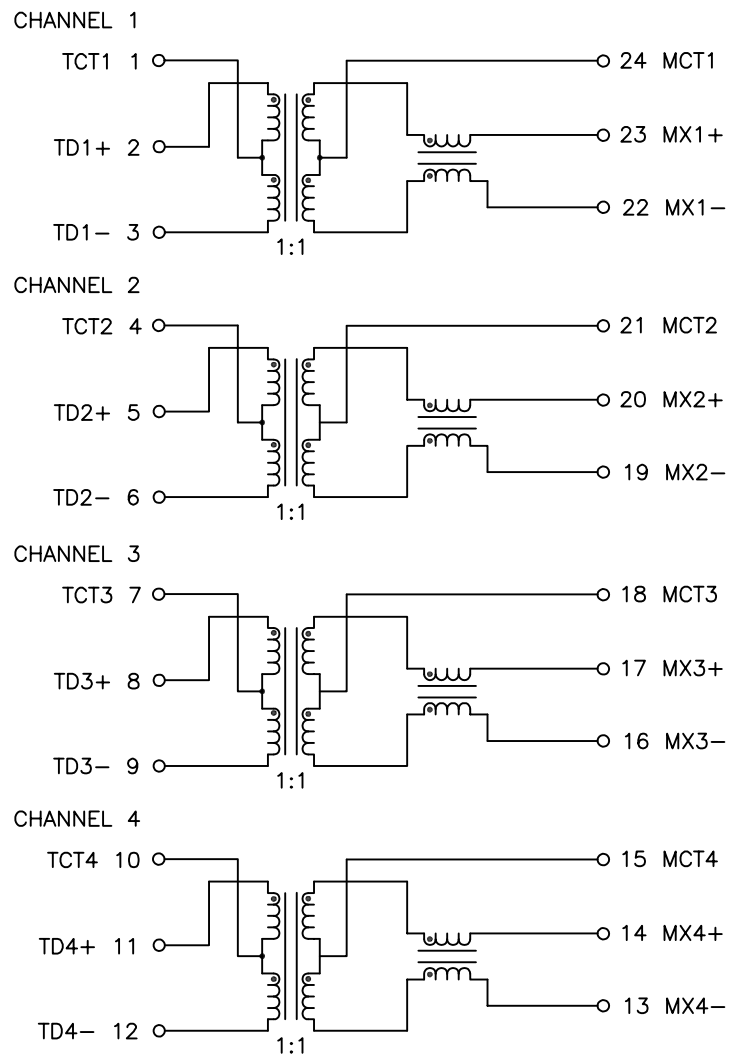 CHANNEL 1
TCT1 1 24 MCT1
TD1+ 2 23 MX1+
TD1− 3 22 MX1−
1:1
CHANNEL 2
TCT2 4 21 MCT2
TD2+ 5 20 MX2+
TD2− 6 19 MX2−
1:1
CHANNEL 3
TCT3 7 18 MCT3
TD3+ 8 17 MX3+
TD3− 9 16 MX3−
1:1
CHANNEL 4
TCT4 10 15 MCT4
TD4+ 11 14 MX4+
TD4− 12 13 MX4−
1:1